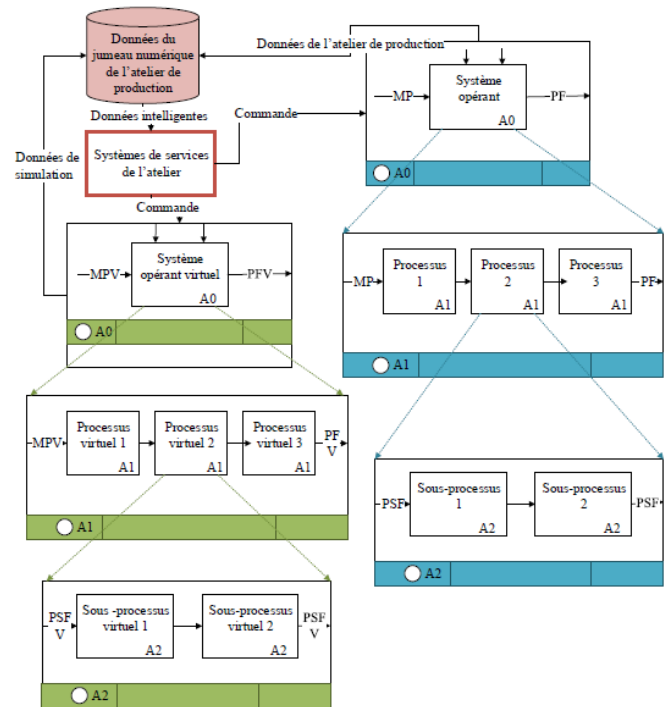 Données du
jumeau numérique
de l'atelier de
production
Données de l'atelier de production
Données intelligentes
Commande
Données de
simulation
Systèmes de services
de l'atelier
Commande
MP
Système
opérant
A0
PF
A0
MPV
Système
opérant virtuel
A0
PFV
A0
MP
Processus
1
A1
Processus
2
A1
Processus
3
A1
PF
A1
MPV
Processus
virtuel 1
A1
Processus
virtuel 2
A1
Processus
virtuel 3
A1
PF
V
A1
PSF
Sous-processus
1
A2
Sous-processus
2
A2
PSF
A2
PSF
V
Sous -processus
virtuel 1
A2
Sous-processus
virtuel 2
A2
PSF
V
A2